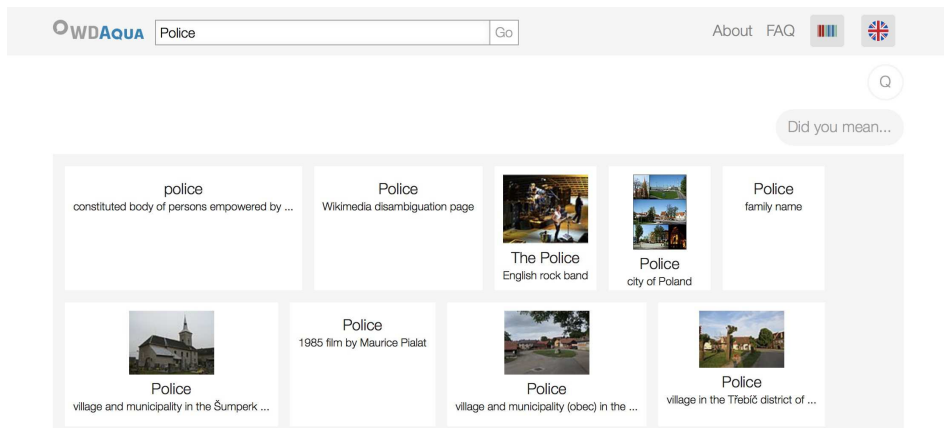 WDAqua
Police
Go
About
FAQ
Q
Did you mean...
police
constituted body of persons empowered by ...
Police
Wikimedia disambiguation page
The Police
English rock band
Police
city of Poland
Police
family name
Police
village and municipality in the Šumperk ...
Police
1985 film by Maurice Pialat
Police
village and municipality (obec) in the ...
Police
village in the Třebíč district of ...